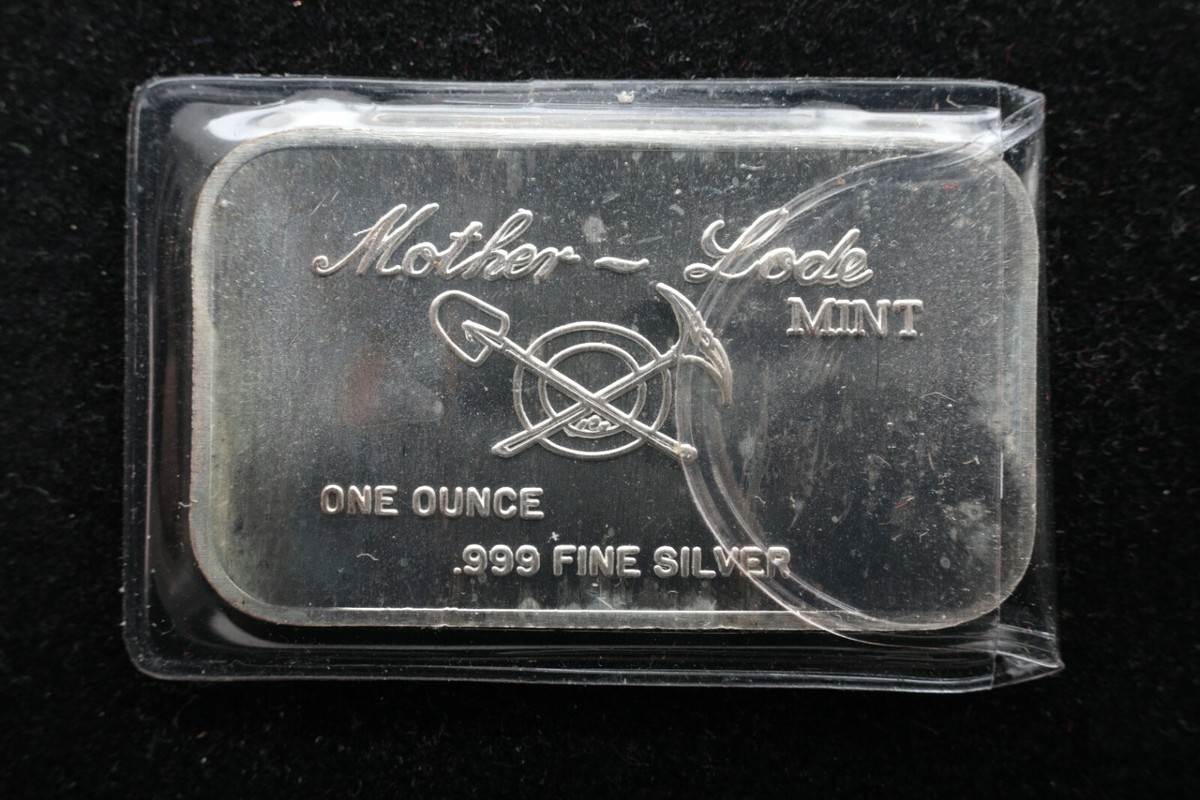 Mother ~ Lode
MINT
ONE OUNCE
.999 FINE SILVER